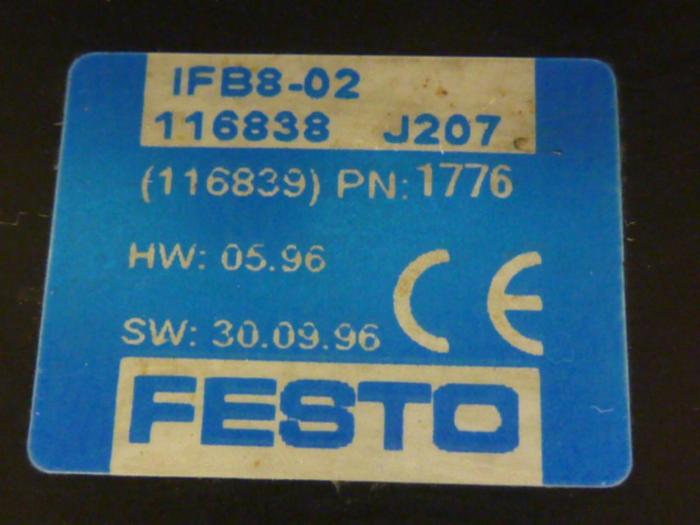 IFB8-02
116838 J207
(116839) PN: 1776
HW: 05.96
CE
SW: 30.09.96
FESTO